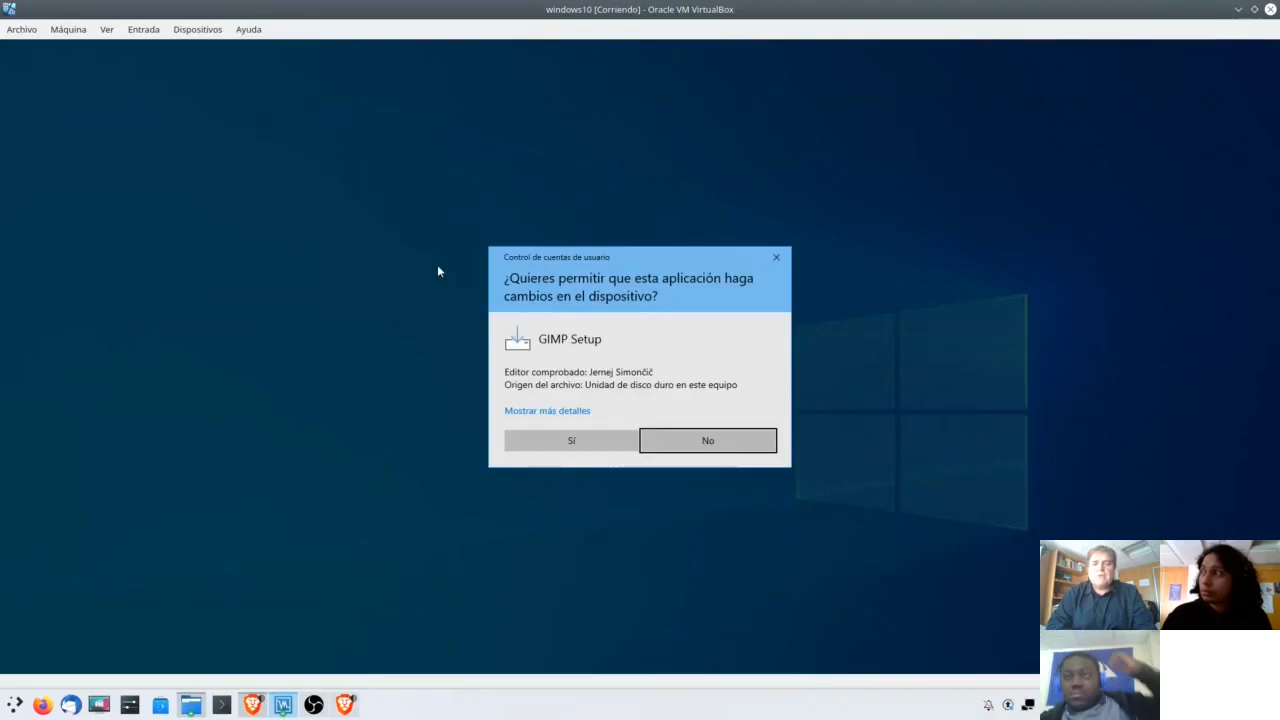 windows10 [Corriendo] - Oracle VM VirtualBox
Archivo Máquina Ver Entrada Dispositivos Ayuda
Control de cuentas de usuario
¿Quieres permitir que esta aplicación haga
cambios en el dispositivo?
GIMP Setup
Editor comprobado: Jernej Simončič
Origen del archivo: Unidad de disco duro en este equipo
Mostrar más detalles
Sí No